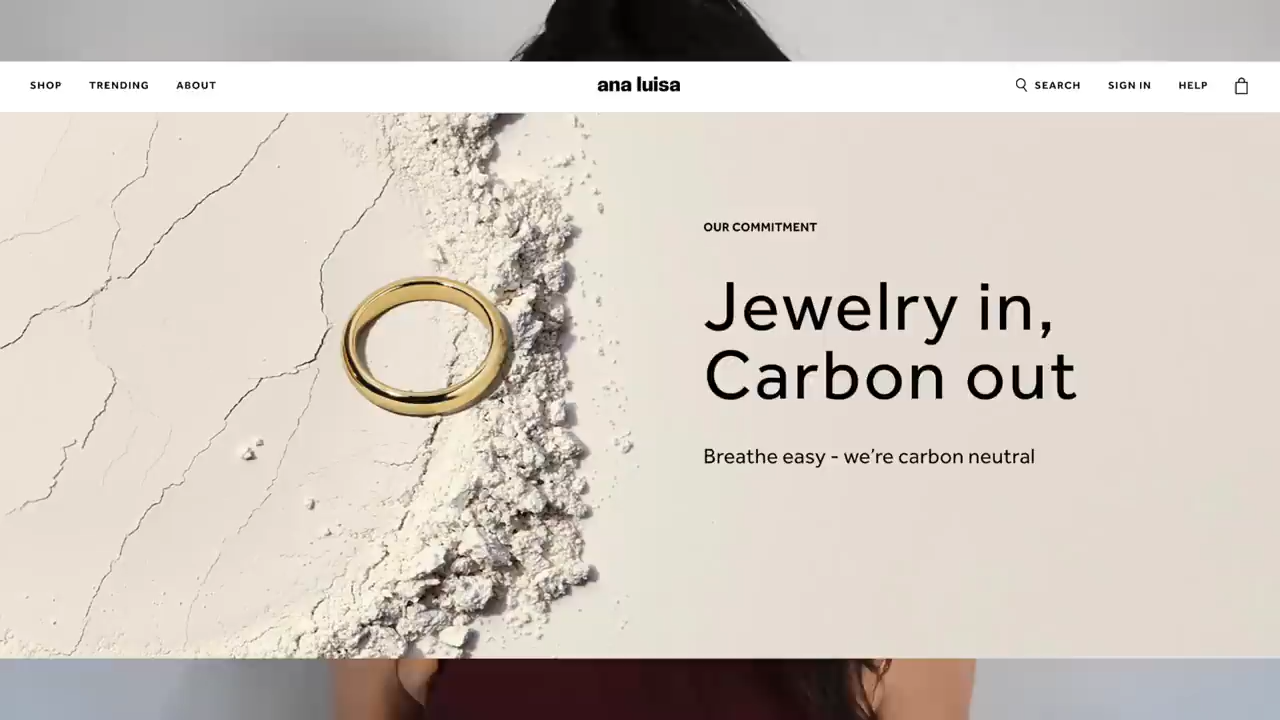 SHOP TRENDING ABOUT ana luisa SEARCH SIGN IN HELP
OUR COMMITMENT
Jewelry in,
Carbon out
Breathe easy - we're carbon neutral